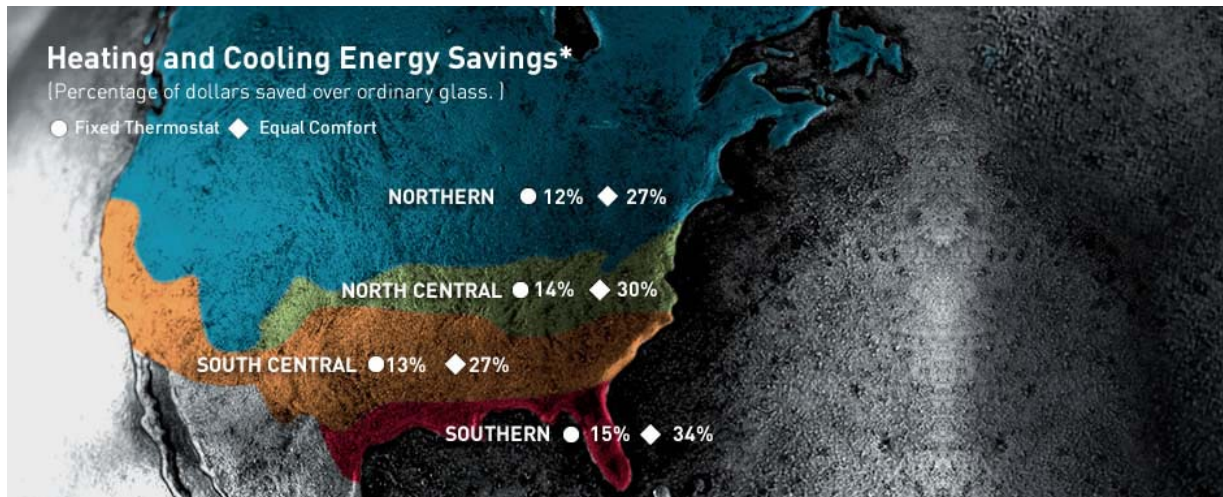 Heating and Cooling Energy Savings*
(Percentage of dollars saved over ordinary glass. )
Fixed Thermostat Equal Comfort
NORTHERN 12% 27%
NORTH CENTRAL 14% 30%
SOUTH CENTRAL 13% 27%
SOUTHERN 15% 34%